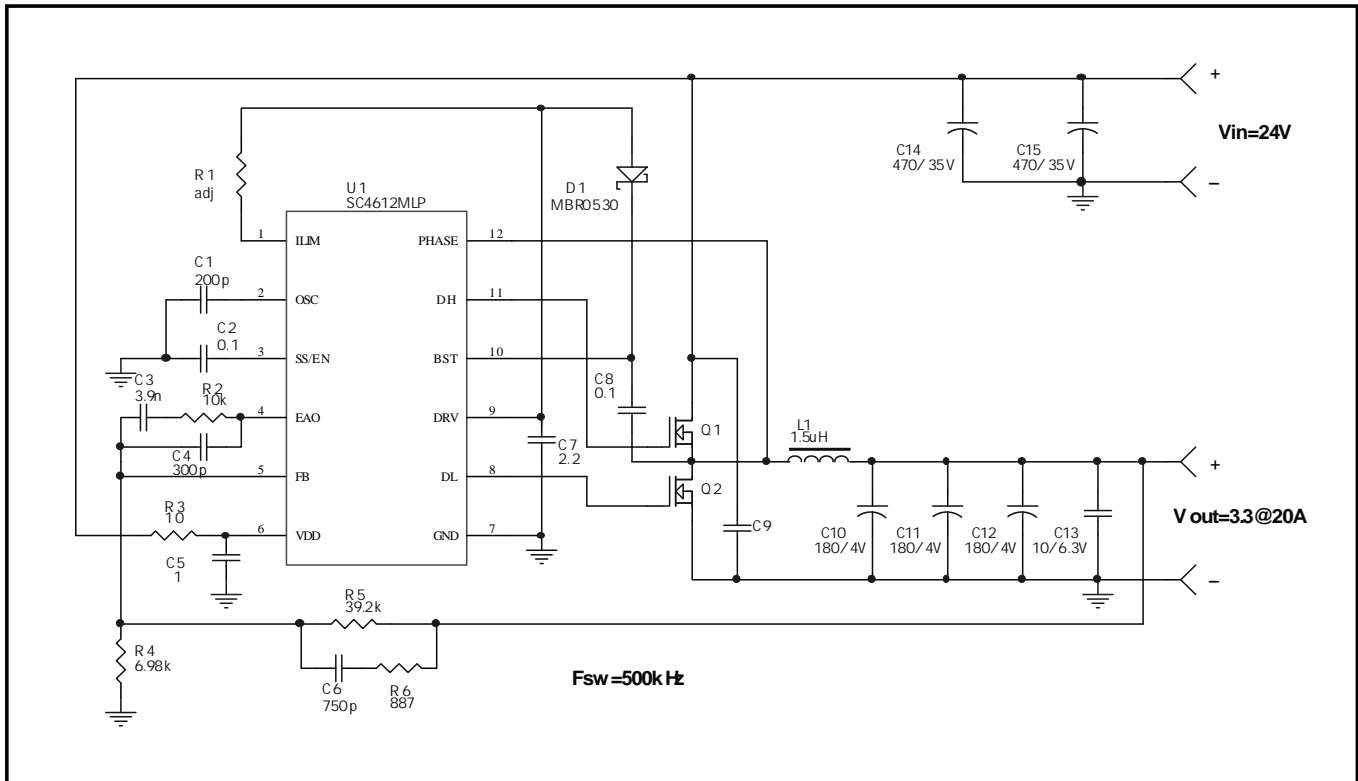 +
Vin=24V
C14
470/35V
C15
470/35V
−
R1
adj
U1
SC4612MLP
D1
MBR0530
1
ILIM
PHASE
12
C1
200p
2
OSC
DH
11
C2
0.1
3
SS/EN
BST
10
C3
3.9n
R2
10k
4
EAO
DRV
9
C8
0.1
Q1
L1
1.5uH
C4
300p
5
FB
DL
8
C7
2.2
Q2
+
Vout=3.3@20A
R3
10
6
VDD
GND
7
C5
1
C9
C10
180/4V
C11
180/4V
C12
180/4V
C13
10/6.3V
−
R5
39.2k
R4
6.98k
C6
750p
R6
887
Fsw=500kHz